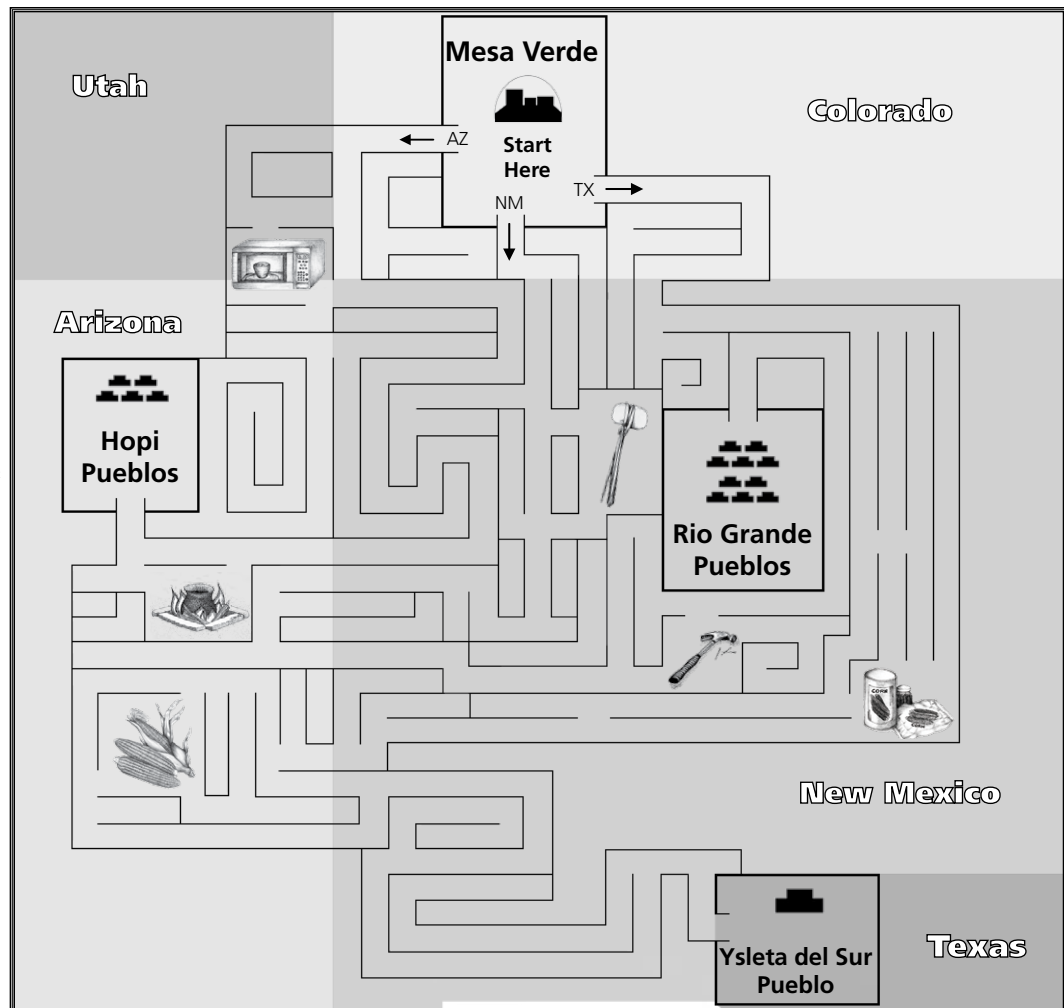 Mesa Verde
Utah
Colorado
AZ
Start
Here
TX
NM
Arizona
Hopi
Pueblos
Rio Grande
Pueblos
CORN
New Mexico
Texas
Ysleta del Sur
Pueblo